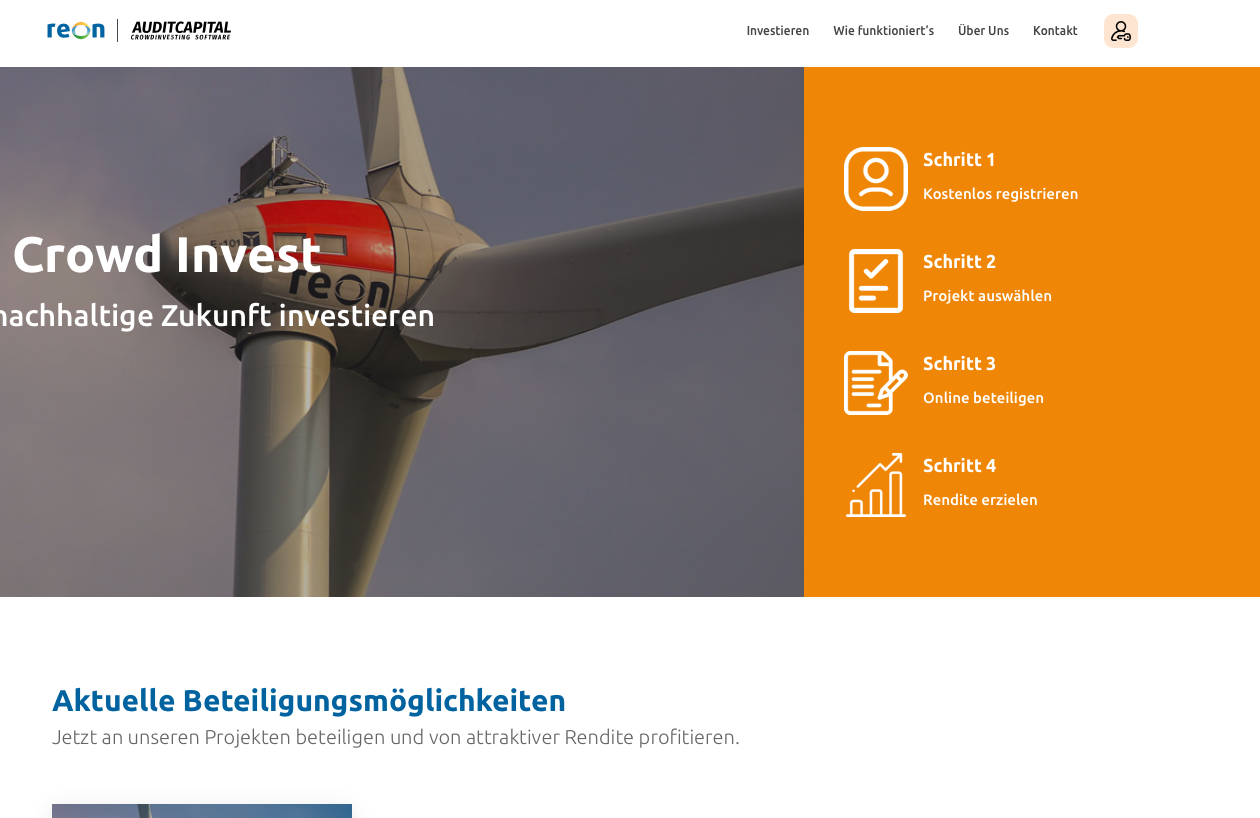 reon
AUDITCAPITAL
CROWDINVESTING SOFTWARE
Investieren
Wie funktioniert's
Über Uns
Kontakt
E-101
reon
Crowd Invest
nachhaltige Zukunft investieren
Schritt 1
Kostenlos registrieren
Schritt 2
Projekt auswählen
Schritt 3
Online beteiligen
Schritt 4
Rendite erzielen
Aktuelle Beteiligungsmöglichkeiten
Jetzt an unseren Projekten beteiligen und von attraktiver Rendite profitieren.